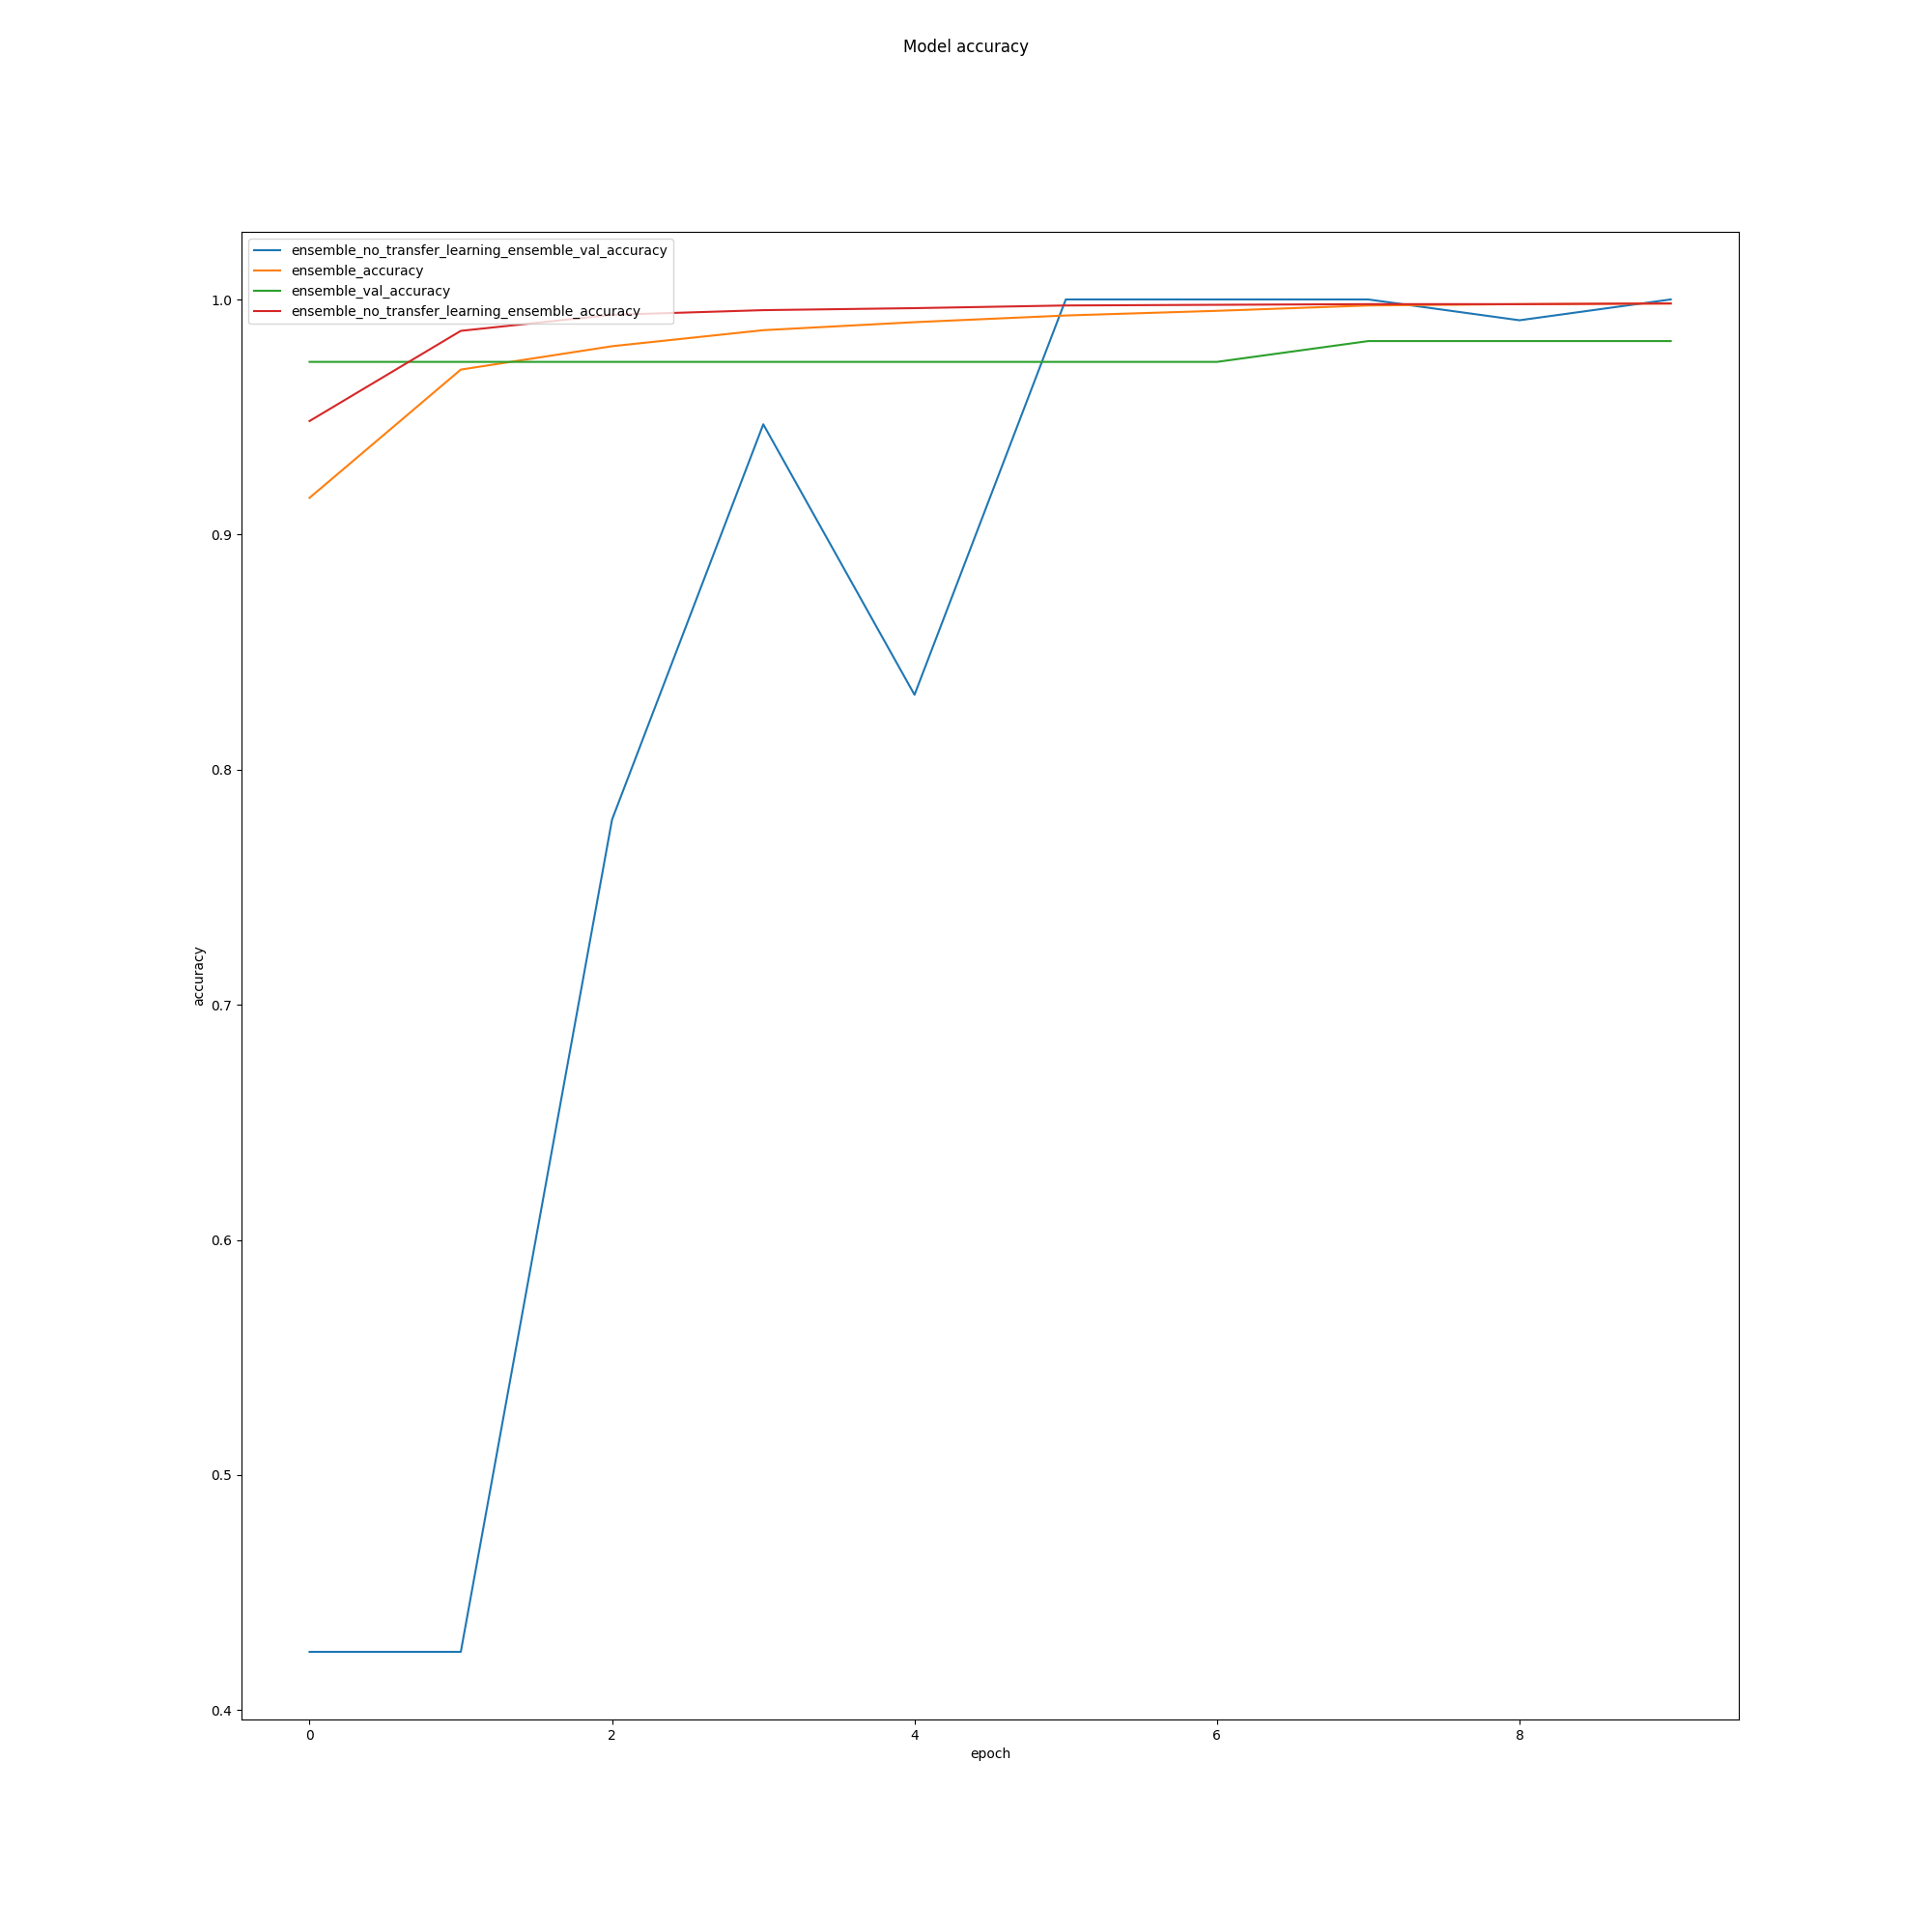 Model accuracy
ensemble_no_transfer_learning_ensemble_val_accuracy
ensemble_accuracy
ensemble_val_accuracy
ensemble_no_transfer_learning_ensemble_accuracy
1.0
0.9
0.8
0.7
0.6
0.5
0.4
accuracy
0 2 4 6 8
epoch